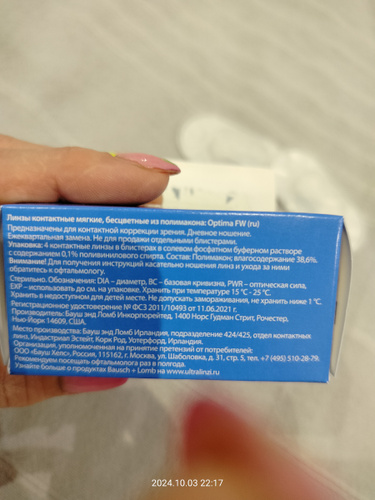 Линзы контактные мягкие, бесцветные из полимакона: Optima FW (ru)
Предназначены для контактной коррекции зрения. Дневное ношение.
Ежеквартальная замена. Не для продажи отдельными блистерами.
Упаковка: 4 контактные линзы в блистерах в солевом фосфатном буферном растворе
с содержанием 0,1% поливинилового спирта. Состав: Полимакон; влагосодержание 38,6%.
Внимание! Для получения инструкций касательно ношения линз и ухода за ними
обратитесь к офтальмологу.
Стерильно. Обозначения: DIA – диаметр, BC – базовая кривизна, PWR – оптическая сила,
EXP – использовать до см. на упаковке. Хранить при температуре 15 °C - 25 °C.
Хранить в недоступном для детей месте. Не допускать замораживания, не хранить ниже 1 °C.
Регистрационное удостоверение № ФСЗ 2011/10493 от 11.06.2021 г.
Производитель: Бауш энд Ломб Инкорпорейтед, 1400 Норс Гудман Стрит, Рочестер,
Нью-Йорк 14609, США.
Место производства: Бауш энд Ломб Ирландия, подразделение 424/425, отдел контактных
линз, Индастриал Эстейт, Корк Роуд, Уотерфорд, Ирландия.
Организация, уполномоченная на принятие претензий от потребителей:
ООО «Бауш Хелс», Россия, 115162, г. Москва, ул. Шаболовка, д. 31, стр. 5, тел. +7 (495) 510-28-79.
Рекомендуем посещать офтальмолога раз в полгода.
Узнайте больше о продуктах Bausch + Lomb на www.ultralinzi.ru
2024.10.03 22:17